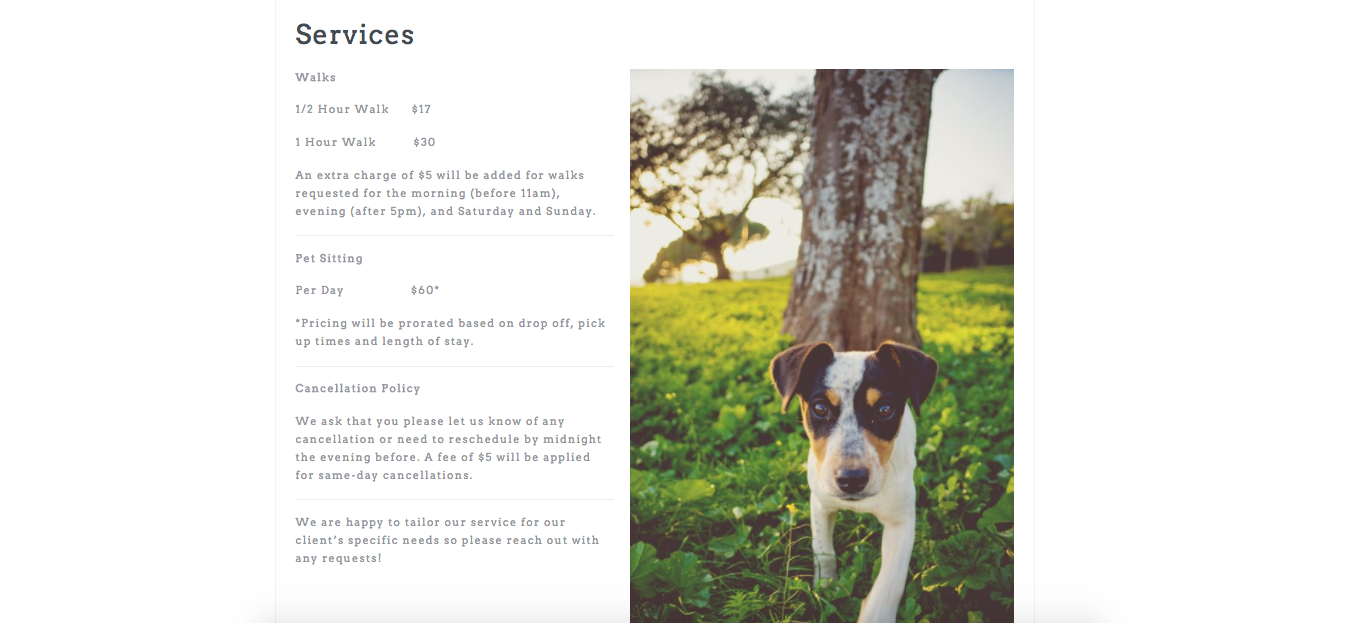 Services
Walks
1/2 Hour Walk $17
1 Hour Walk $30
An extra charge of $5 will be added for walks
requested for the morning (before 11am),
evening (after 5pm), and Saturday and Sunday.
Pet Sitting
Per Day $60*
*Pricing will be prorated based on drop off, pick
up times and length of stay.
Cancellation Policy
We ask that you please let us know of any
cancellation or need to reschedule by midnight
the evening before. A fee of $5 will be applied
for same-day cancellations.
We are happy to tailor our service for our
client’s specific needs so please reach out with
any requests!